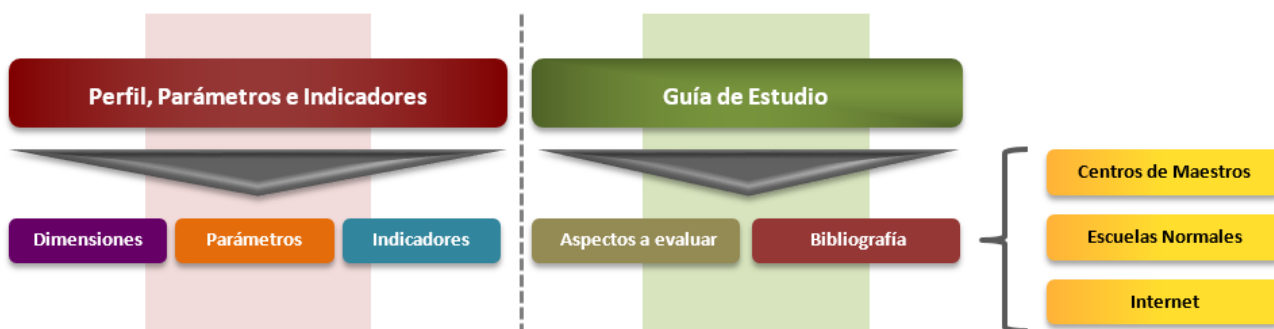 Perfil, Parámetros e Indicadores
Guía de Estudio
Dimensiones
Parámetros
Indicadores
Aspectos a evaluar
Bibliografía
Centros de Maestros
Escuelas Normales
Internet